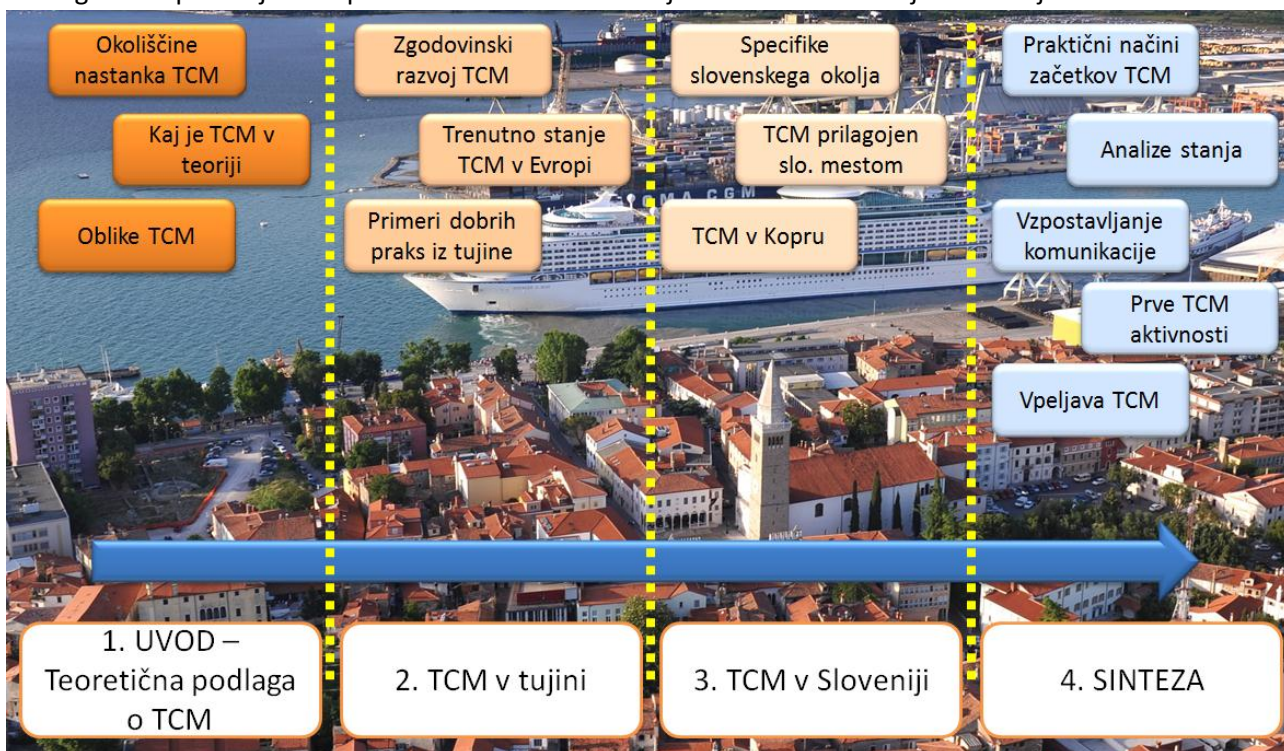 Okoliščine
nastanka TCM
Kaj je TCM v
teoriji
Oblike TCM
Zgodovinski
razvoj TCM
Trenutno stanje
TCM v Evropi
Primeri dobrih
praks iz tujine
Specifike
slovenskega okolja
TCM prilagojen
slo. mestom
TCM v Kopru
Praktični načini
začetkov TCM
Analize stanja
Vzpostavljanje
komunikacije
Prve TCM
aktivnosti
Vpeljava TCM
CMA CGM
1. UVOD –
Teoretična podlaga
o TCM
2. TCM v tujini
3. TCM v Sloveniji
4. SINTEZA